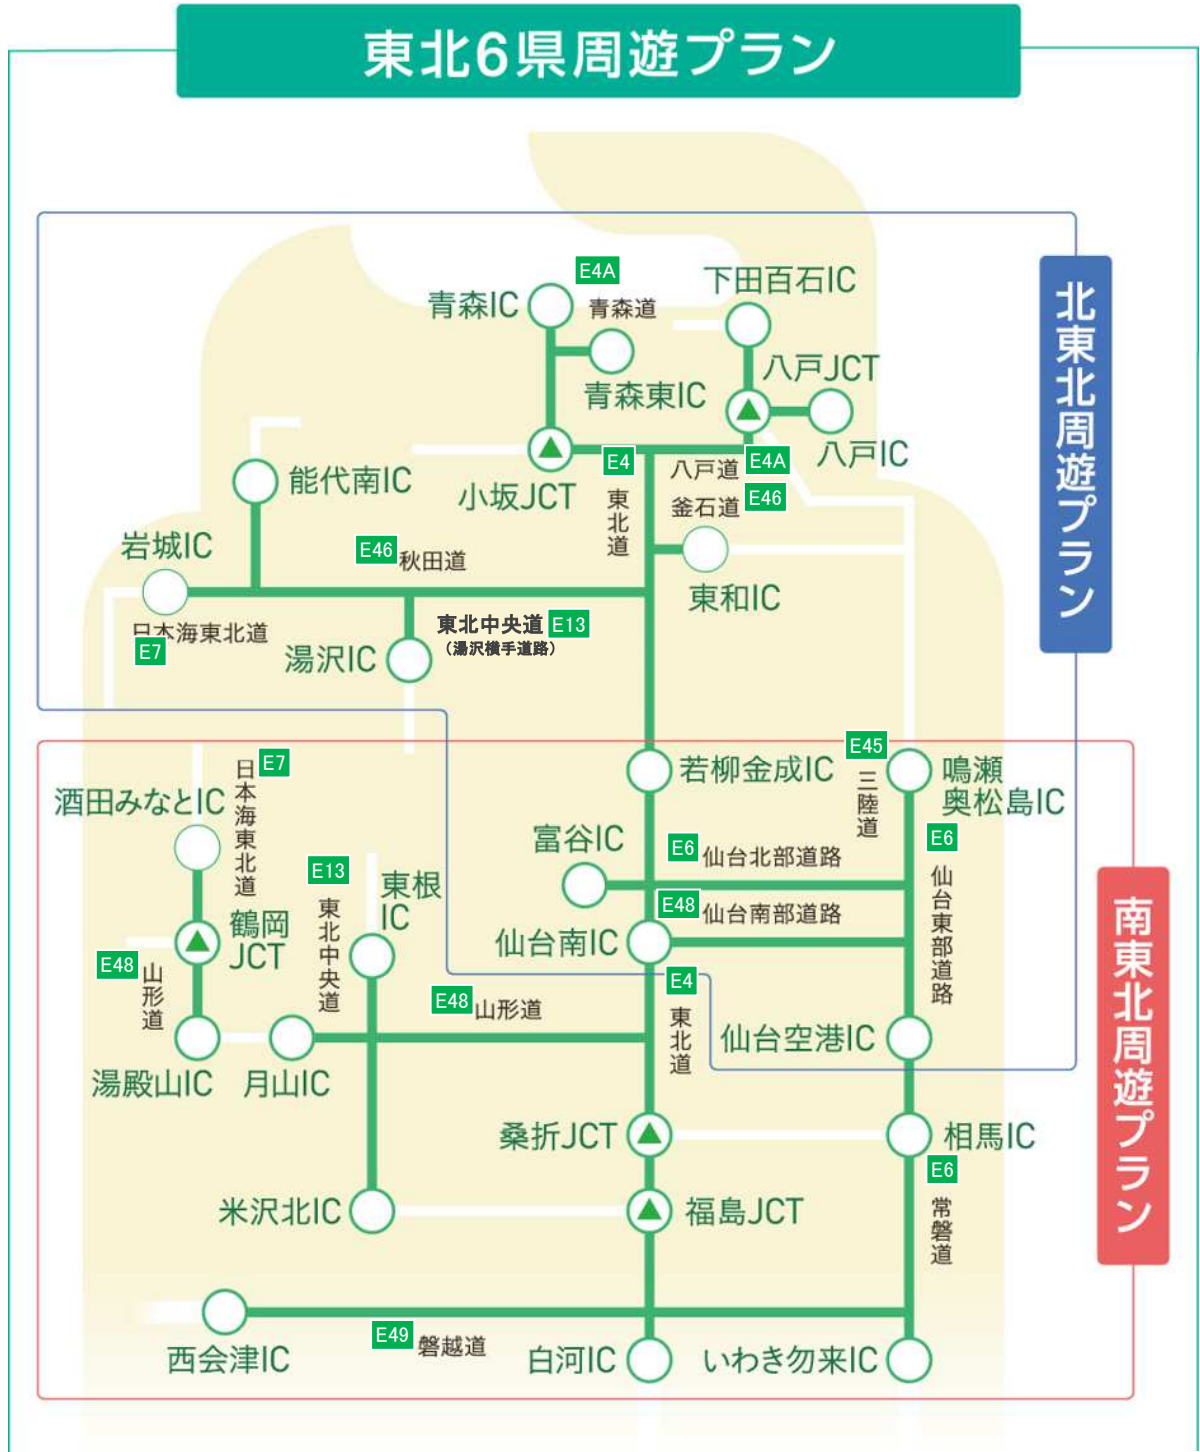 東北6県周遊プラン
北東北周遊プラン
E4A
青森道
青森IC
青森東IC
下田百石IC
八戸JCT
八戸IC
小坂JCT
E4
東北道
八戸道 E4A
釜石道 E46
東和IC
能代南IC
岩城IC
E46 秋田道
日本海東北道
E7
東北中央道 E13
（湯沢横手道路）
湯沢IC
南東北周遊プラン
若柳金成IC
E45
三陸道
鳴瀬
奥松島IC
E7
日本海東北道
酒田みなとIC
富谷IC
E6 仙台北部道路
E6
仙台東部道路
E13
東北中央道
東根
IC
E48 仙台南部道路
鶴岡
JCT
仙台南IC
E48
山形道
E48 山形道
E4
東北道
仙台空港IC
湯殿山IC
月山IC
桑折JCT
相馬IC
E6
常磐道
米沢北IC
福島JCT
E49 磐越道
西会津IC
白河IC
いわき勿来IC